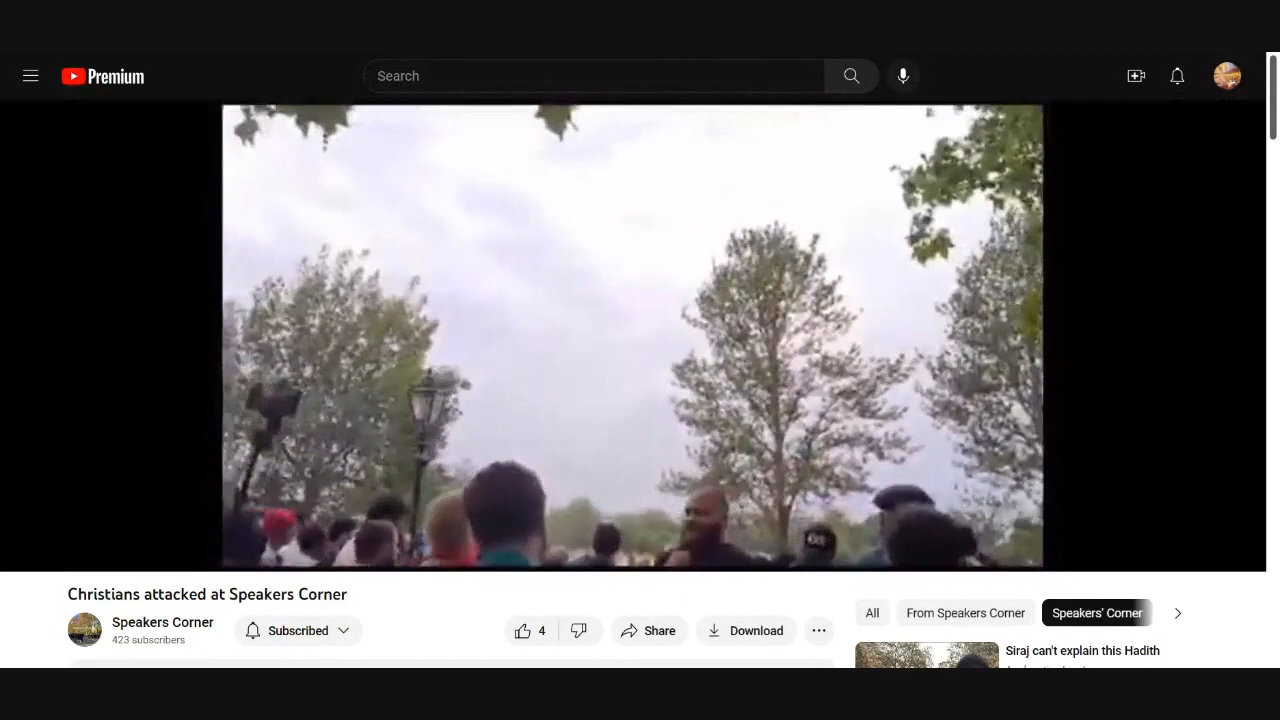 Premium
Search
Christians attacked at Speakers Corner
Speakers Corner
423 subscribers
Subscribed
4
Share
Download
All
From Speakers Corner
Speakers' Corner
Siraj can't explain this Hadith